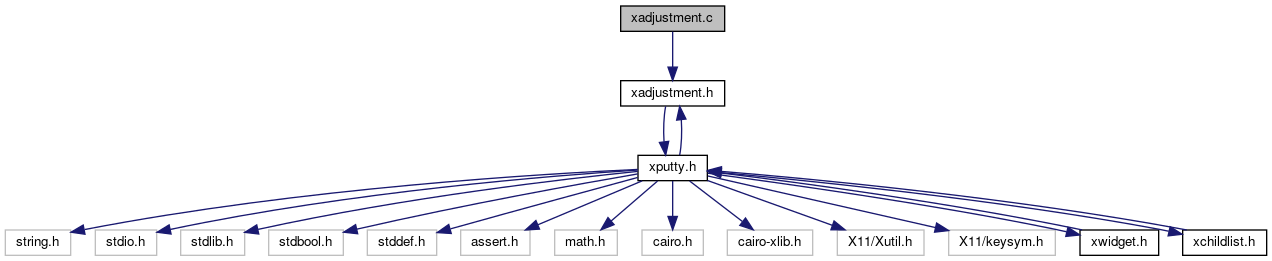 xadjustment.c
xadjustment.h
xputty.h
string.h
stdio.h
stdlib.h
stdbool.h
stddef.h
assert.h
math.h
cairo.h
cairo-xlib.h
X11/Xutil.h
X11/keysym.h
xwidget.h
xchildlist.h